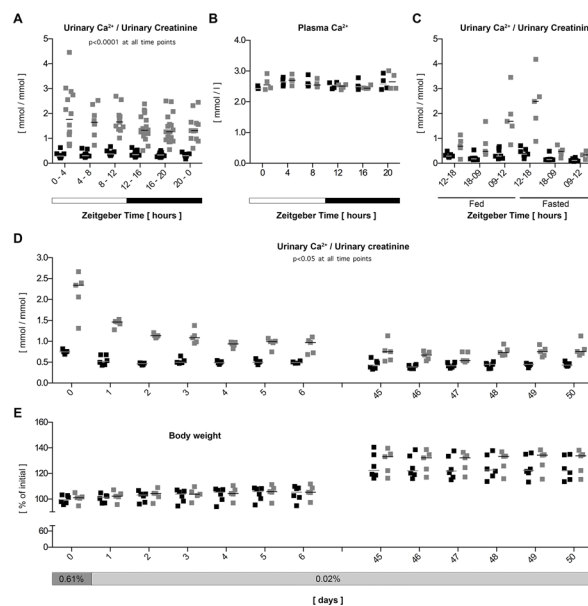 A
Urinary Ca²⁺ / Urinary Creatinine
p<0.0001 at all time points
[ mmol / mmol ]
5
4
3
2
1
0
0 - 4
4 - 8
8 - 12
12 - 16
16 - 20
20 - 0
Zeitgeber Time [ hours ]
B
Plasma Ca²⁺
[ mmol / l ]
4.0
3.0
2.0
1.0
0.0
0 4 8 12 16 20
Zeitgeber Time [ hours ]
C
Urinary Ca²⁺ / Urinary Creatinin
[ mmol / mmol ]
5
4
3
2
1
0
12-18
18-09
09-12
12-18
18-09
09-12
Fed Fasted
Zeitgeber Time [ hours ]
D
Urinary Ca²⁺ / Urinary creatinine
p<0.05 at all time points
[ mmol / mmol ]
3.0
2.5
2.0
1.5
1.0
0.5
0.0
0 1 2 3 4 5 6 45 46 47 48 49 50
E
Body weight
[ % of initial ]
160
140
120
100
60
0
0 1 2 3 4 5 6 45 46 47 48 49 50
0.61% 0.02%
[ days ]